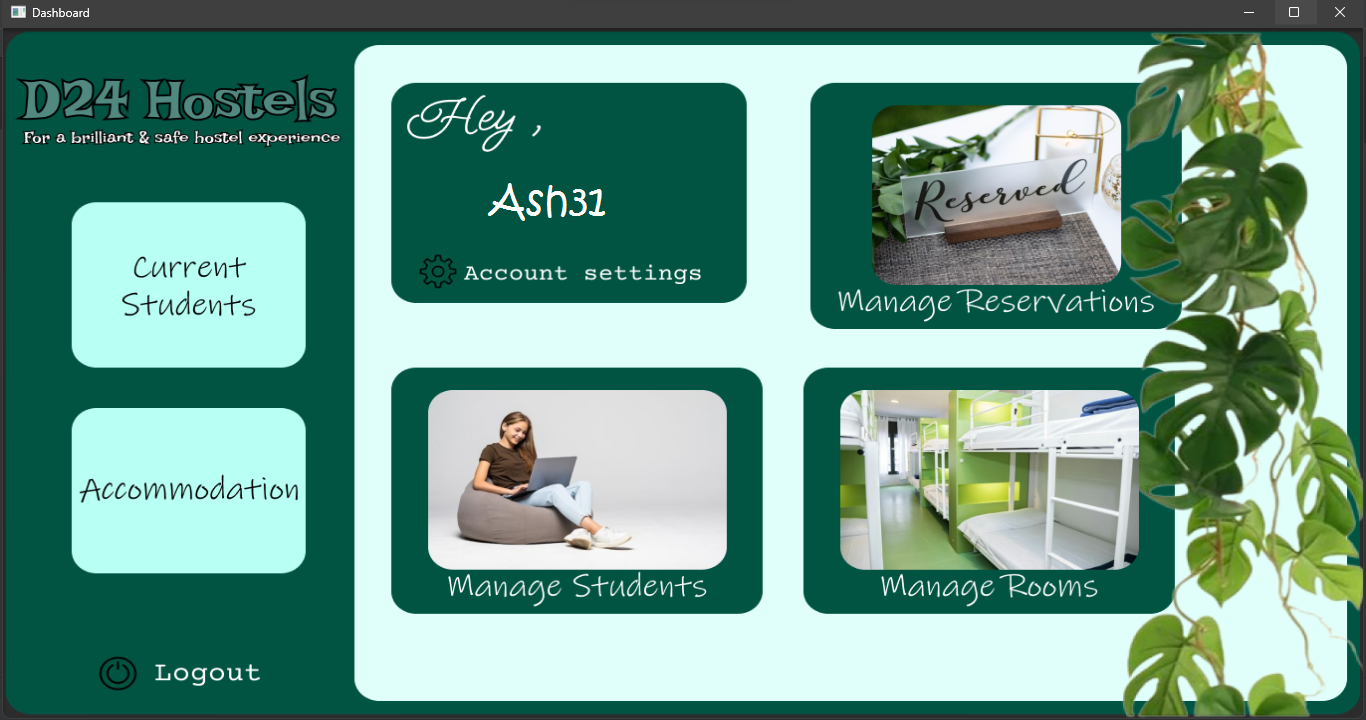 Dashboard
D24 Hostels
For a brilliant & safe hostel experience
Current
Students
Accommodation
Logout
Hey ,
Ash31
Account settings
Reserved
Manage Reservations
Manage Students
Manage Rooms